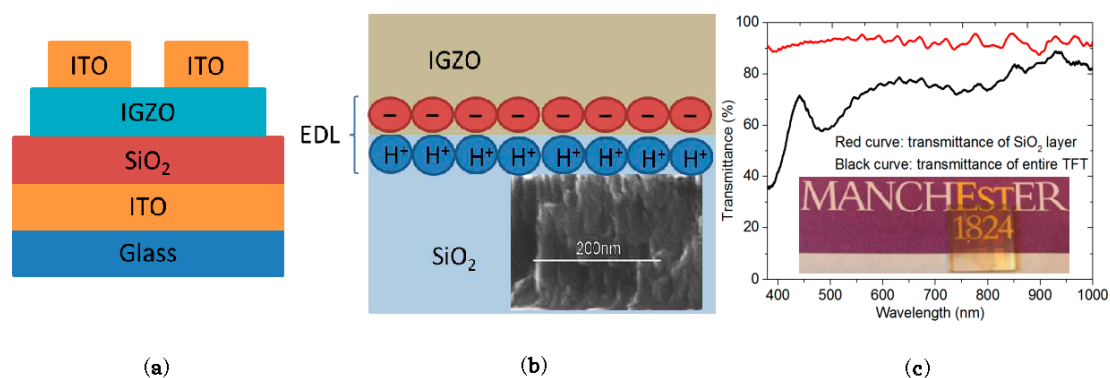 ITO ITO
IGZO
SiO₂
ITO
Glass
(a)
IGZO
EDL
− − − − − − − −
H⁺ H⁺ H⁺ H⁺ H⁺ H⁺ H⁺ H⁺
SiO₂
200nm
(b)
Transmittance (%)
100
80
60
40
20
0
Red curve: transmittance of SiO₂ layer
Black curve: transmittance of entire TFT
MANCHESTER
1824
400 500 600 700 800 900 1000
Wavelength (nm)
(c)